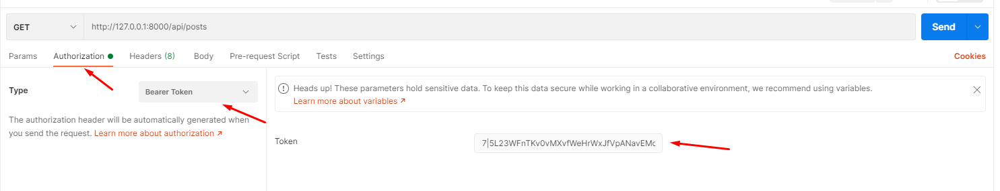 GET
http://127.0.0.1:8000/api/posts
Send
Params
Authorization
Headers (8)
Body
Pre-request Script
Tests
Settings
Cookies
Type
Bearer Token
The authorization header will be automatically generated when
you send the request. Learn more about authorization ↗
Heads up! These parameters hold sensitive data. To keep this data secure while working in a collaborative environment, we recommend using variables.
Learn more about variables ↗
Token
7|5L23WFnTKv0vMXvfWeHrWxJfVpANavEMc